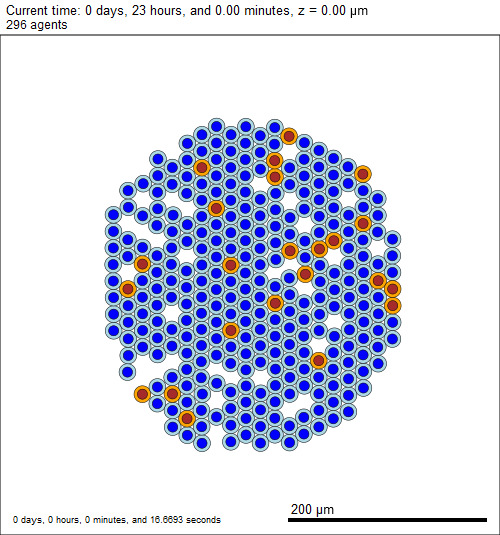 Current time: 0 days, 23 hours, and 0.00 minutes, z = 0.00 μm
296 agents
200 μm
0 days, 0 hours, 0 minutes, and 16.6693 seconds